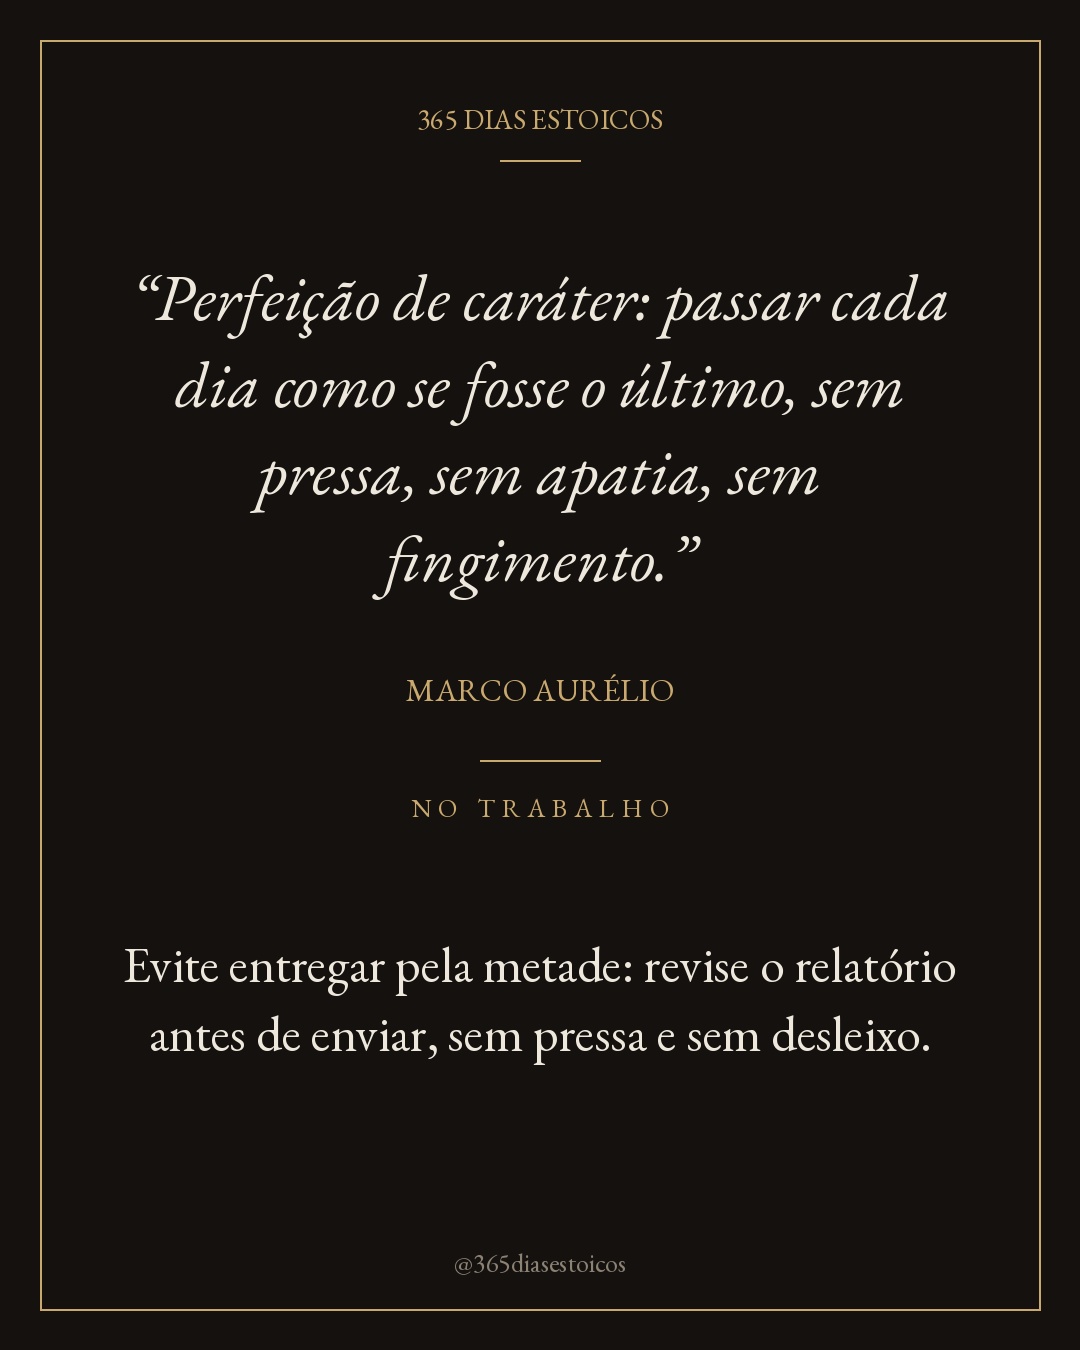 365 DIAS ESTOICOS
“Perfeição de caráter: passar cada
dia como se fosse o último, sem
pressa, sem apatia, sem
fingimento.”
MARCO AURÉLIO
NO TRABALHO
Evite entregar pela metade: revise o relatório
antes de enviar, sem pressa e sem desleixo.
@365diasestoicos